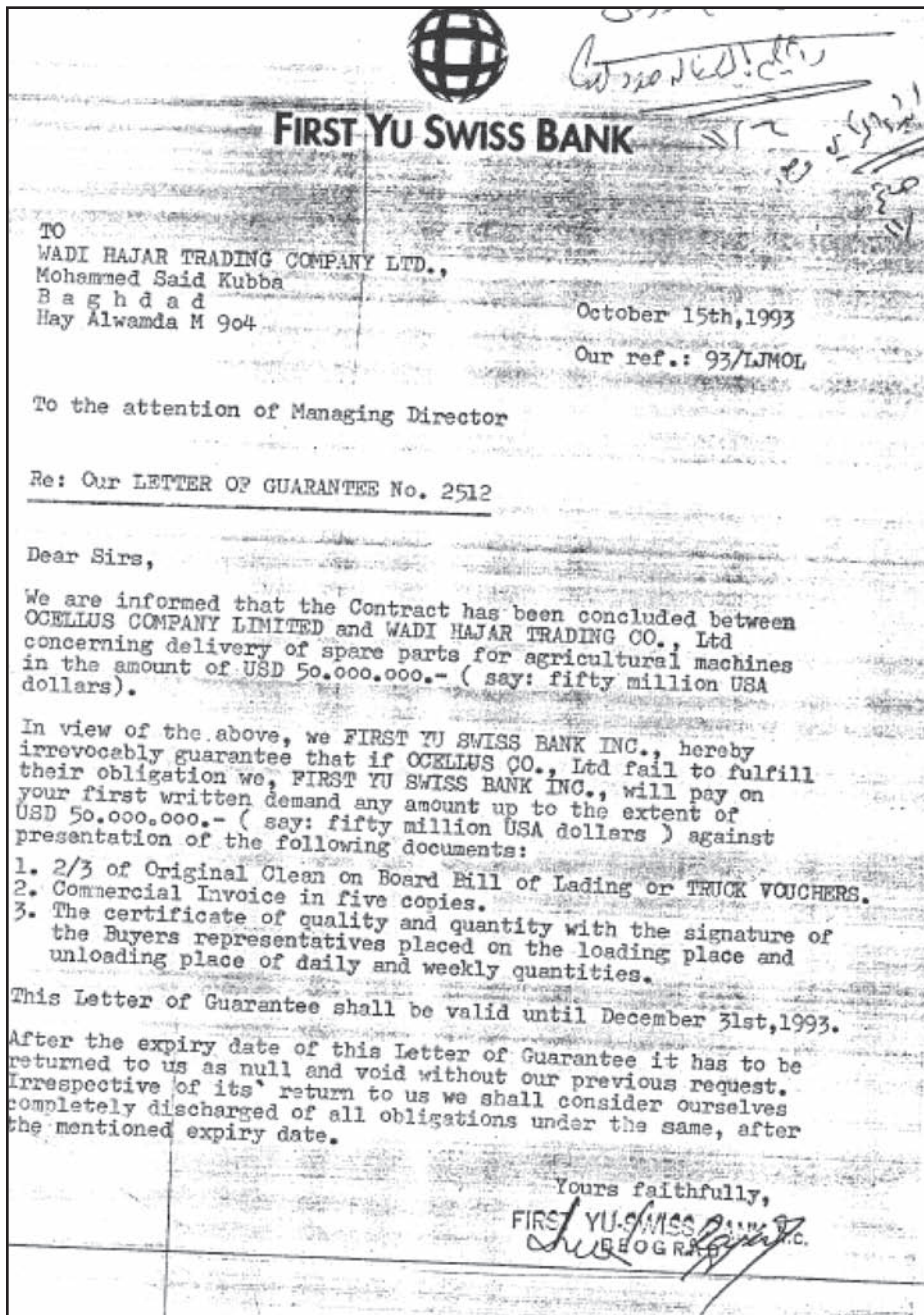 FIRST YU SWISS BANK
TO
WADI HAJAR TRADING COMPANY LTD.,
Mohammed Said Kubba
B a g h d a d
Hay Alwamda M 904
October 15th,1993
Our ref.: 93/LJMOL
To the attention of Managing Director
Re: Our LETTER OF GUARANTEE No. 2512
Dear Sirs,
We are informed that the Contract has been concluded between
OCELLUS COMPANY LIMITED and WADI HAJAR TRADING CO., Ltd
concerning delivery of spare parts for agricultural machines
in the amount of USD 50.000.000.- ( say: fifty million USA
dollars).
In view of the above, we FIRST YU SWISS BANK INC., hereby
irrevocably guarantee that if OCELLUS CO., Ltd fail to fulfill
their obligation we, FIRST YU SWISS BANK INC., will pay on
your first written demand any amount up to the extent of
USD 50.000.000.- ( say: fifty million USA dollars ) against
presentation of the following documents:
1. 2/3 of Original Clean on Board Bill of Lading or TRUCK VOUCHERS.
2. Commercial Invoice in five copies.
3. The certificate of quality and quantity with the signature of
the Buyers representatives placed on the loading place and
unloading place of daily and weekly quantities.
This Letter of Guarantee shall be valid until December 31st,1993.
After the expiry date of this Letter of Guarantee it has to be
returned to us as null and void without our previous request.
Irrespective of its' return to us we shall consider ourselves
completely discharged of all obligations under the same, after
the mentioned expiry date.
Yours faithfully,
FIRST YU-SWISS BANK
BEOGRAD